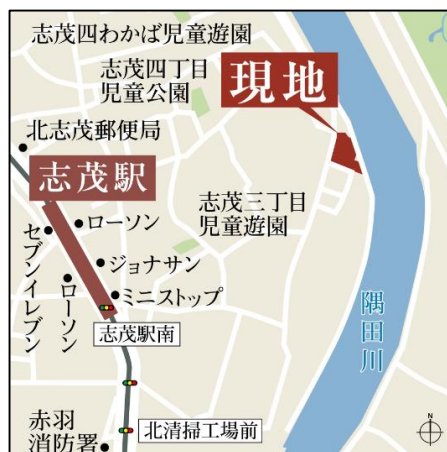 志茂四わかば児童遊園
志茂四丁目
児童公園
現地
北志茂郵便局
志茂駅
志茂三丁目
児童遊園
ローソン
セブンイレブン
ジョナサン
ローソン
ミニストップ
志茂駅南
隅田川
赤羽
消防署
北清掃工場前
N